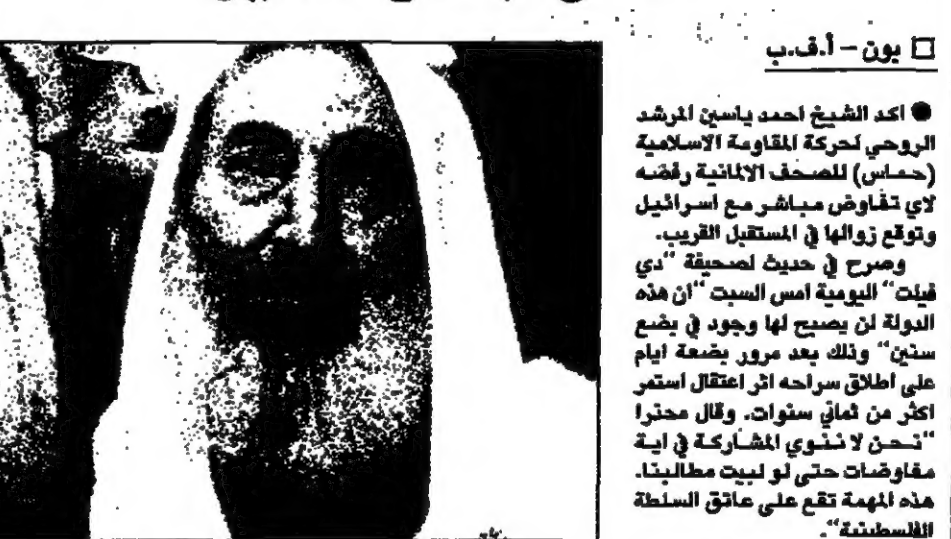 بون – أ.ف.ب
● اكد الشيخ احمد ياسين المرشد
الروحي لحركة المقاومة الاسلامية
(حماس) للصحف الالمانية رفضه
لاي تفاوض مباشر مع اسرائيل
وتوقع زوالها في المستقبل القريب.
وصرح في حديث لصحيفة "دي
فيلت" اليومية امس السبت "ان هذه
الدولة لن يصبح لها وجود في بضع
سنين" وذلك بعد مرور بضعة ايام
على اطلاق سراحه اثر اعتقال استمر
اكثر من ثماني سنوات. وقال محذرا
"نحن لا ننوي المشاركة في اية
مفاوضات حتى لو لبيت مطالبنا.
هذه المهمة تقع على عاتق السلطة
الفلسطينية".